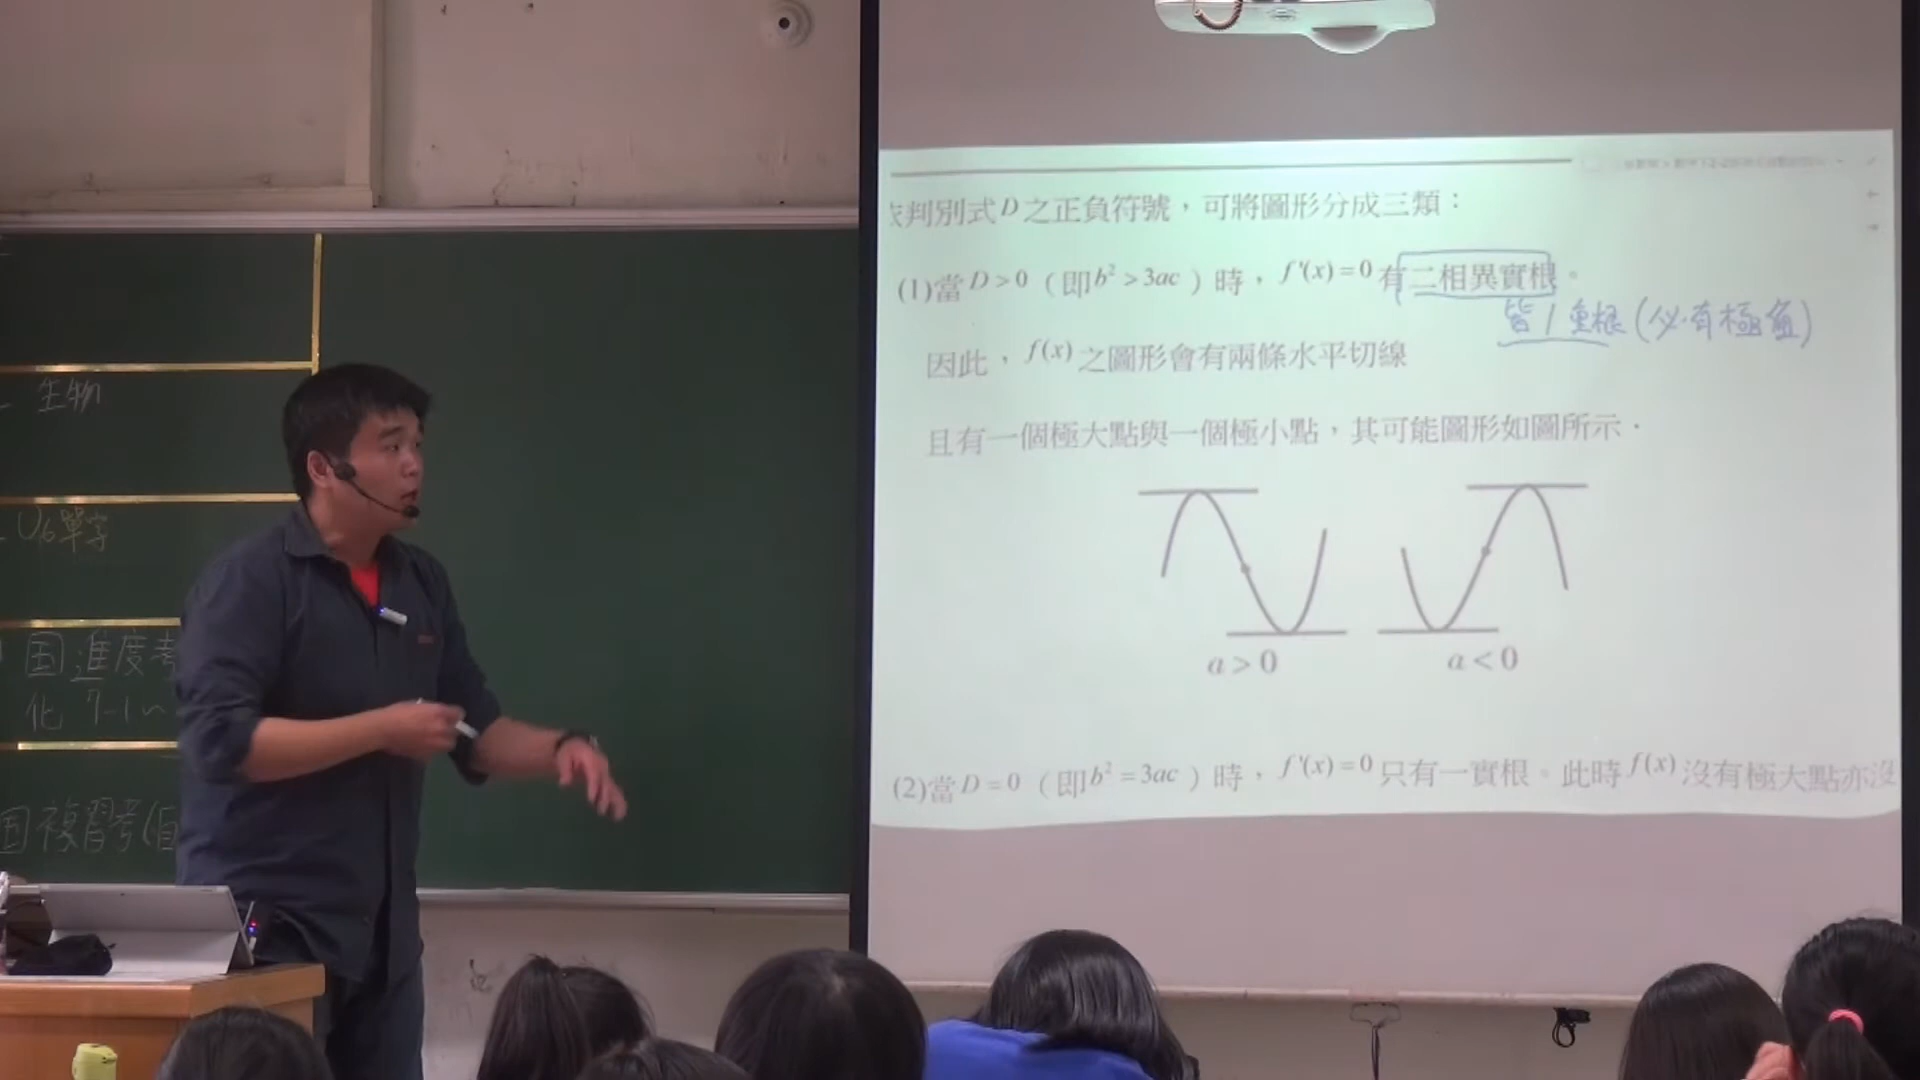 生物
U6單字
国 進度考
化 7-1~
国 複習考(自
依判別式D之正負符號，可將圖形分成三類：
(1)當D>0（即b²>3ac）時，f'(x)=0有二相異實根。
皆1重根(必有極值)
因此，f(x)之圖形會有兩條水平切線
且有一個極大點與一個極小點，其可能圖形如圖所示．
a>0 a<0
(2)當D=0（即b²=3ac）時，f'(x)=0只有一實根。此時f(x)沒有極大點亦沒